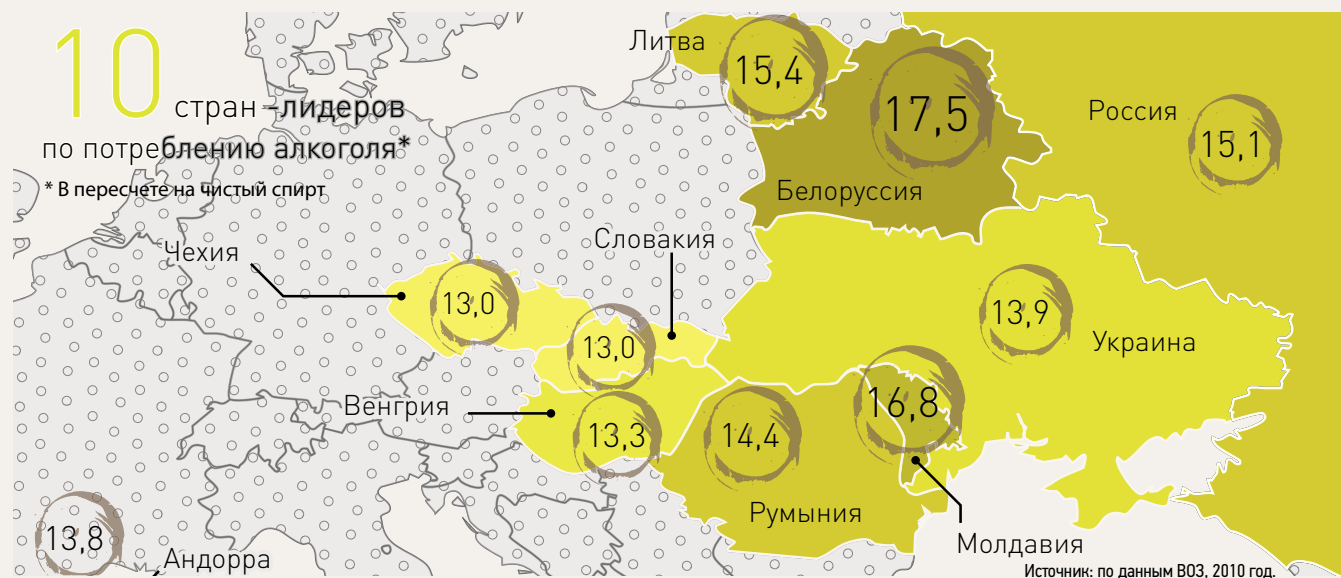 10 стран –лидеров
по потреблению алкоголя*
* В пересчете на чистый спирт
Литва
15,4
17,5
Белоруссия
Россия
15,1
Чехия
13,0
Словакия
13,0
13,9
Украина
Венгрия
13,3
14,4
Румыния
16,8
Молдавия
13,8
Андорра
Источник: по данным ВОЗ, 2010 год.